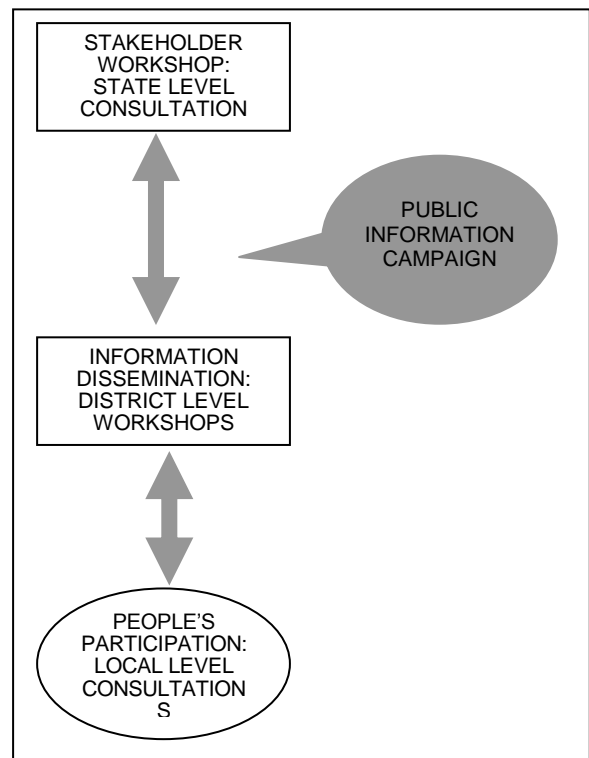 STAKEHOLDER
WORKSHOP:
STATE LEVEL
CONSULTATION
PUBLIC
INFORMATION
CAMPAIGN
INFORMATION
DISSEMINATION:
DISTRICT LEVEL
WORKSHOPS
PEOPLE'S
PARTICIPATION:
LOCAL LEVEL
CONSULTATION
S